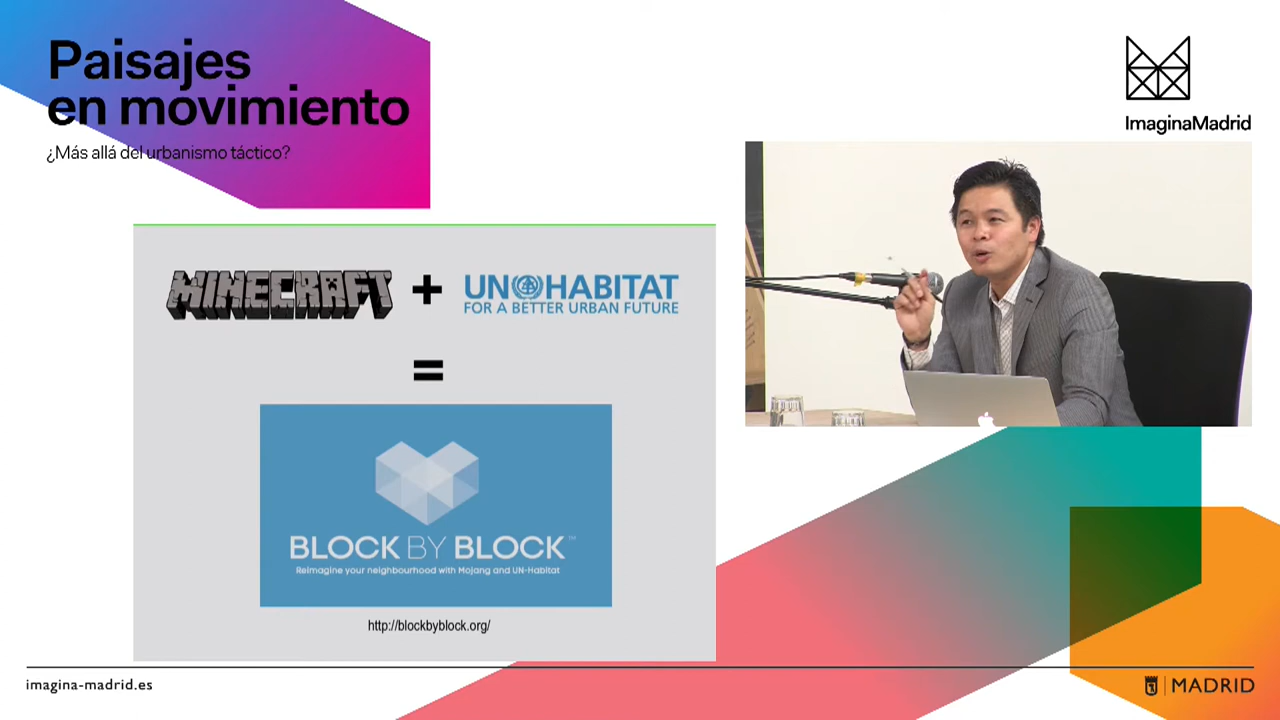 Paisajes
en movimiento
¿Más allá del urbanismo táctico?
ImaginaMadrid
MINECRAFT + UN HABITAT
FOR A BETTER URBAN FUTURE
=
BLOCK BY BLOCK™
Reimagine your neighbourhood with Mojang and UN-Habitat
http://blockbyblock.org/
imagina-madrid.es
MADRID